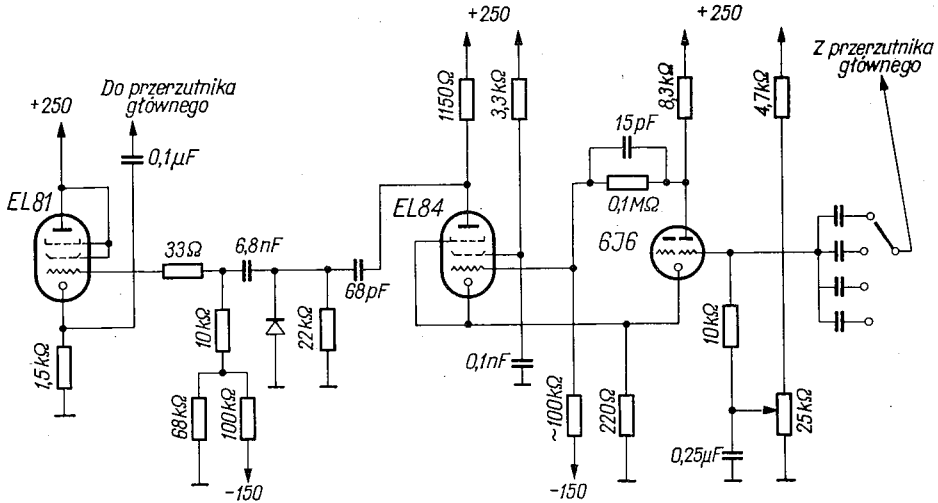 +250
+250
Z przerzutnika
głównego
Do przerzutnika
głównego
+250
0,1μF
1150Ω
3,3kΩ
8,3kΩ
4,7kΩ
15pF
0,1MΩ
EL81
EL84
6J6
33Ω
6,8nF
68pF
10kΩ
22kΩ
10kΩ
1,5kΩ
0,1nF
68kΩ
100kΩ
~100kΩ
220Ω
25kΩ
0,25μF
-150
-150